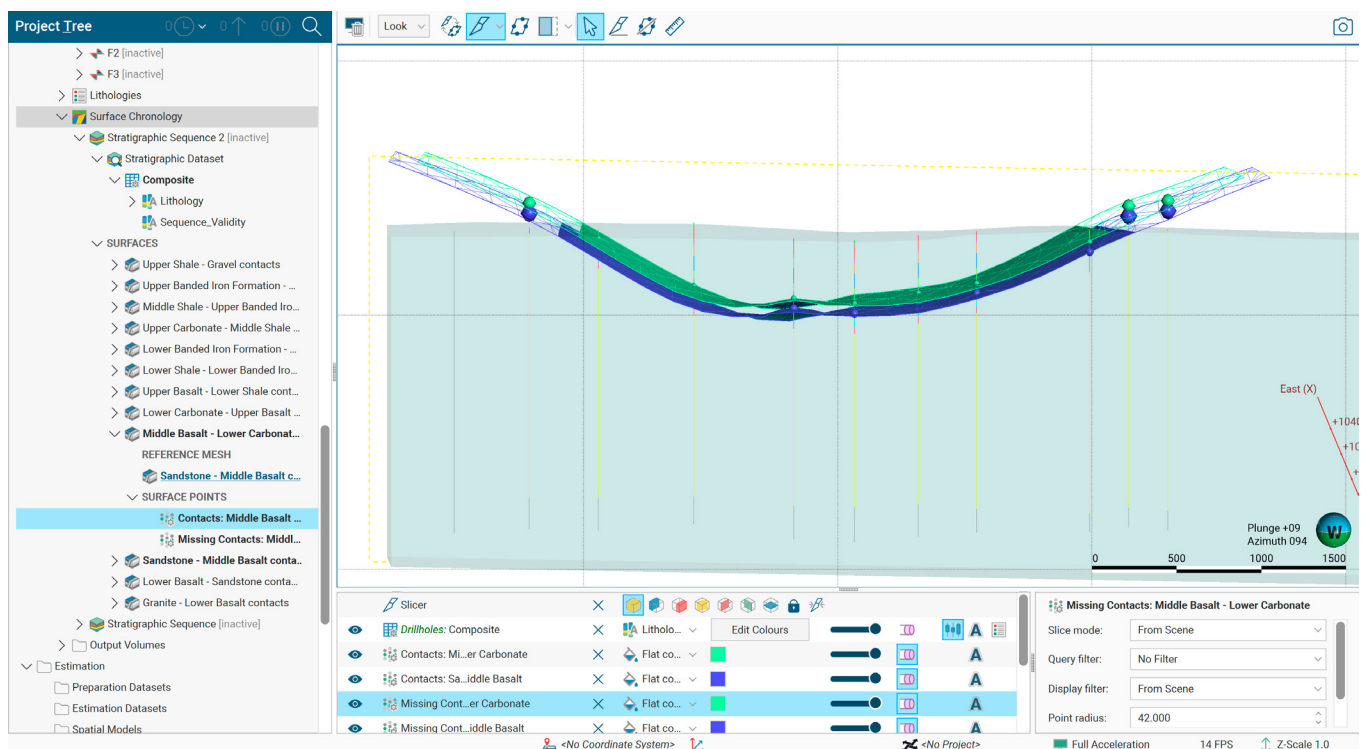 Project Tree
0
0
0
Look
F2 [inactive]
F3 [inactive]
Lithologies
Surface Chronology
Stratigraphic Sequence 2 [inactive]
Stratigraphic Dataset
Composite
Lithology
Sequence_Validity
SURFACES
Upper Shale - Gravel contacts
Upper Banded Iron Formation - ...
Middle Shale - Upper Banded Iro...
Upper Carbonate - Middle Shale ...
Lower Banded Iron Formation - ...
Lower Shale - Lower Banded Iro...
Upper Basalt - Lower Shale cont...
Lower Carbonate - Upper Basalt ...
Middle Basalt - Lower Carbonat...
REFERENCE MESH
Sandstone - Middle Basalt c...
SURFACE POINTS
Contacts: Middle Basalt ...
Missing Contacts: Middl...
Sandstone - Middle Basalt conta..
Lower Basalt - Sandstone conta...
Granite - Lower Basalt contacts
Stratigraphic Sequence [inactive]
Output Volumes
Estimation
Preparation Datasets
Estimation Datasets
Spatial Models
East (X)
+1040
+10
+
Plunge +09
Azimuth 094
W
0 500 1000 1500
Slicer
Drillholes: Composite
Litholo...
Edit Colours
A
Contacts: Mi...er Carbonate
Flat co...
A
Contacts: Sa...iddle Basalt
Flat co...
A
Missing Cont...er Carbonate
Flat co...
A
Missing Cont...iddle Basalt
Flat co...
A
Missing Contacts: Middle Basalt - Lower Carbonate
Slice mode: From Scene
Query filter: No Filter
Display filter: From Scene
Point radius: 42.000
<No Coordinate System>
<No Project>
Full Acceleration
14 FPS
Z-Scale 1.0